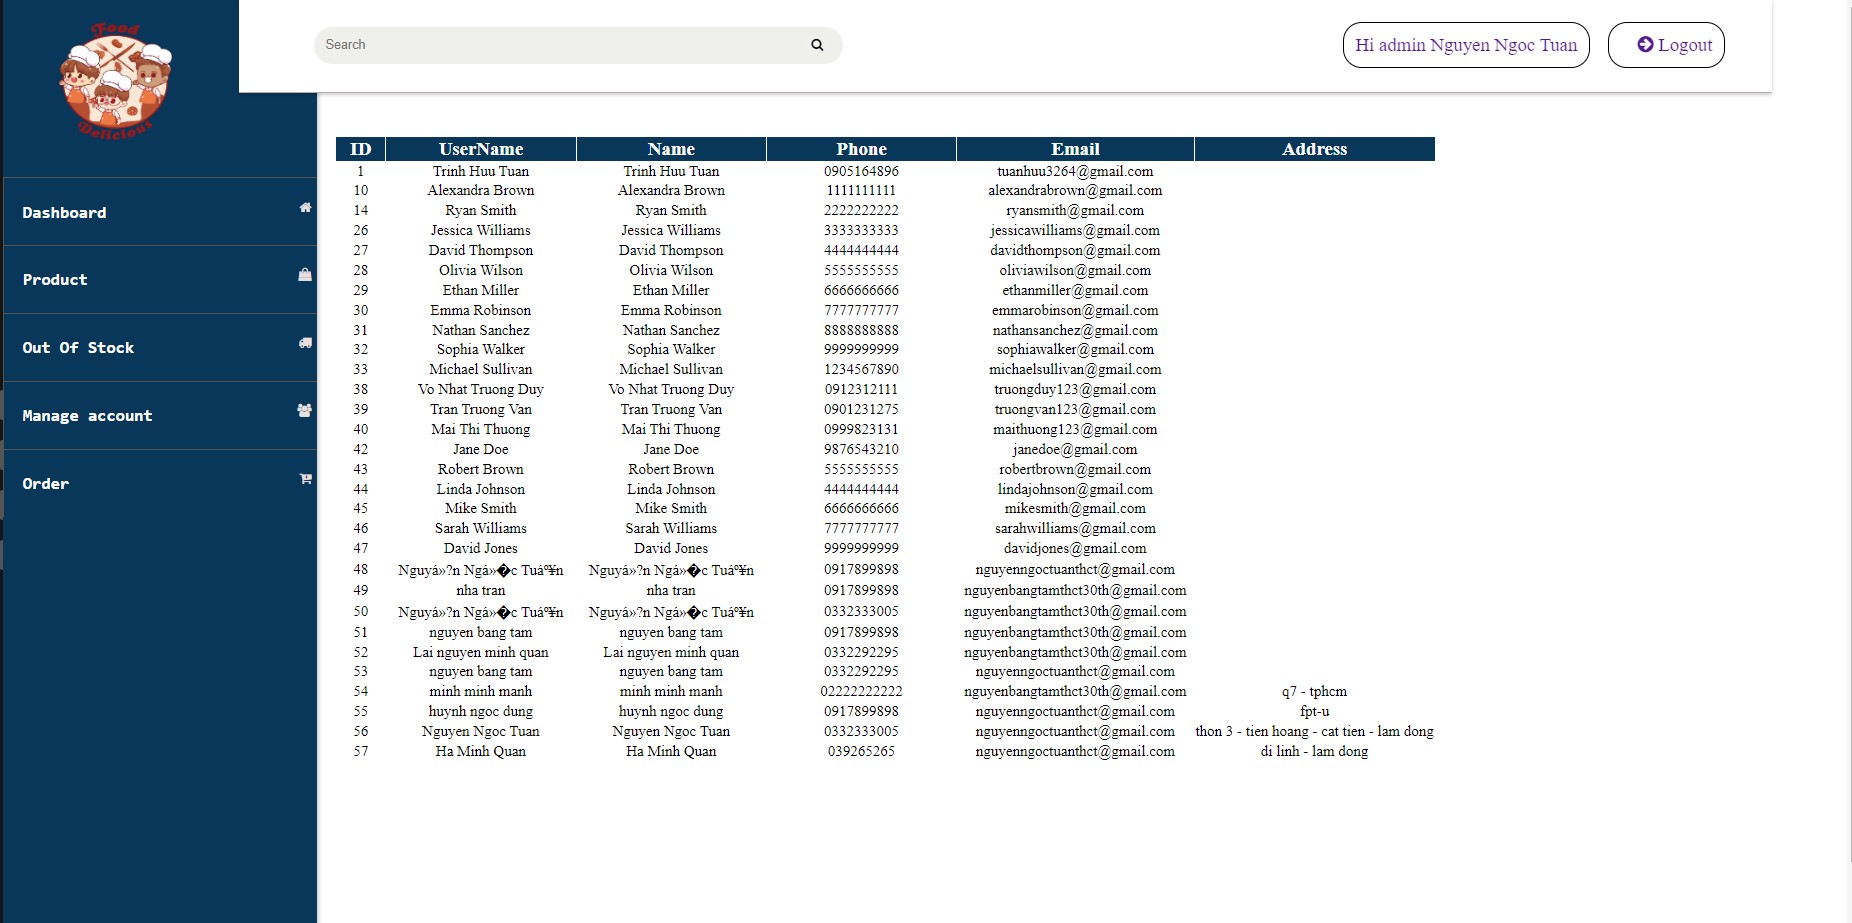 Food
Delicious
Search
Hi admin Nguyen Ngoc Tuan
Logout
Dashboard
Product
Out Of Stock
Manage account
Order
ID UserName Name Phone Email Address
1 Trinh Huu Tuan Trinh Huu Tuan 0905164896 tuanhuu3264@gmail.com
10 Alexandra Brown Alexandra Brown 1111111111 alexandrabrown@gmail.com
14 Ryan Smith Ryan Smith 2222222222 ryansmith@gmail.com
26 Jessica Williams Jessica Williams 3333333333 jessicawilliams@gmail.com
27 David Thompson David Thompson 4444444444 davidthompson@gmail.com
28 Olivia Wilson Olivia Wilson 5555555555 oliviawilson@gmail.com
29 Ethan Miller Ethan Miller 6666666666 ethanmiller@gmail.com
30 Emma Robinson Emma Robinson 7777777777 emmarobinson@gmail.com
31 Nathan Sanchez Nathan Sanchez 8888888888 nathansanchez@gmail.com
32 Sophia Walker Sophia Walker 9999999999 sophiawalker@gmail.com
33 Michael Sullivan Michael Sullivan 1234567890 michaelsullivan@gmail.com
38 Vo Nhat Truong Duy Vo Nhat Truong Duy 0912312111 truongduy123@gmail.com
39 Tran Truong Van Tran Truong Van 0901231275 truongvan123@gmail.com
40 Mai Thi Thuong Mai Thi Thuong 0999823131 maithuong123@gmail.com
42 Jane Doe Jane Doe 9876543210 janedoe@gmail.com
43 Robert Brown Robert Brown 5555555555 robertbrown@gmail.com
44 Linda Johnson Linda Johnson 4444444444 lindajohnson@gmail.com
45 Mike Smith Mike Smith 6666666666 mikesmith@gmail.com
46 Sarah Williams Sarah Williams 7777777777 sarahwilliams@gmail.com
47 David Jones David Jones 9999999999 davidjones@gmail.com
48 Nguyá»?n Ngá»�c Tuáº¥n Nguyá»?n Ngá»�c Tuáº¥n 0917899898 nguyenngoctuanthct@gmail.com
49 nha tran nha tran 0917899898 nguyenbangtamthct30th@gmail.com
50 Nguyá»?n Ngá»�c Tuáº¥n Nguyá»?n Ngá»�c Tuáº¥n 0332333005 nguyenbangtamthct30th@gmail.com
51 nguyen bang tam nguyen bang tam 0917899898 nguyenbangtamthct30th@gmail.com
52 Lai nguyen minh quan Lai nguyen minh quan 0332292295 nguyenbangtamthct30th@gmail.com
53 nguyen bang tam nguyen bang tam 0332292295 nguyenngoctuanthct@gmail.com
54 minh minh manh minh minh manh 02222222222 nguyenbangtamthct30th@gmail.com q7 - tphcm
55 huynh ngoc dung huynh ngoc dung 0917899898 nguyenngoctuanthct@gmail.com fpt-u
56 Nguyen Ngoc Tuan Nguyen Ngoc Tuan 0332333005 nguyenngoctuanthct@gmail.com thon 3 - tien hoang - cat tien - lam dong
57 Ha Minh Quan Ha Minh Quan 039265265 nguyenngoctuanthct@gmail.com di linh - lam dong